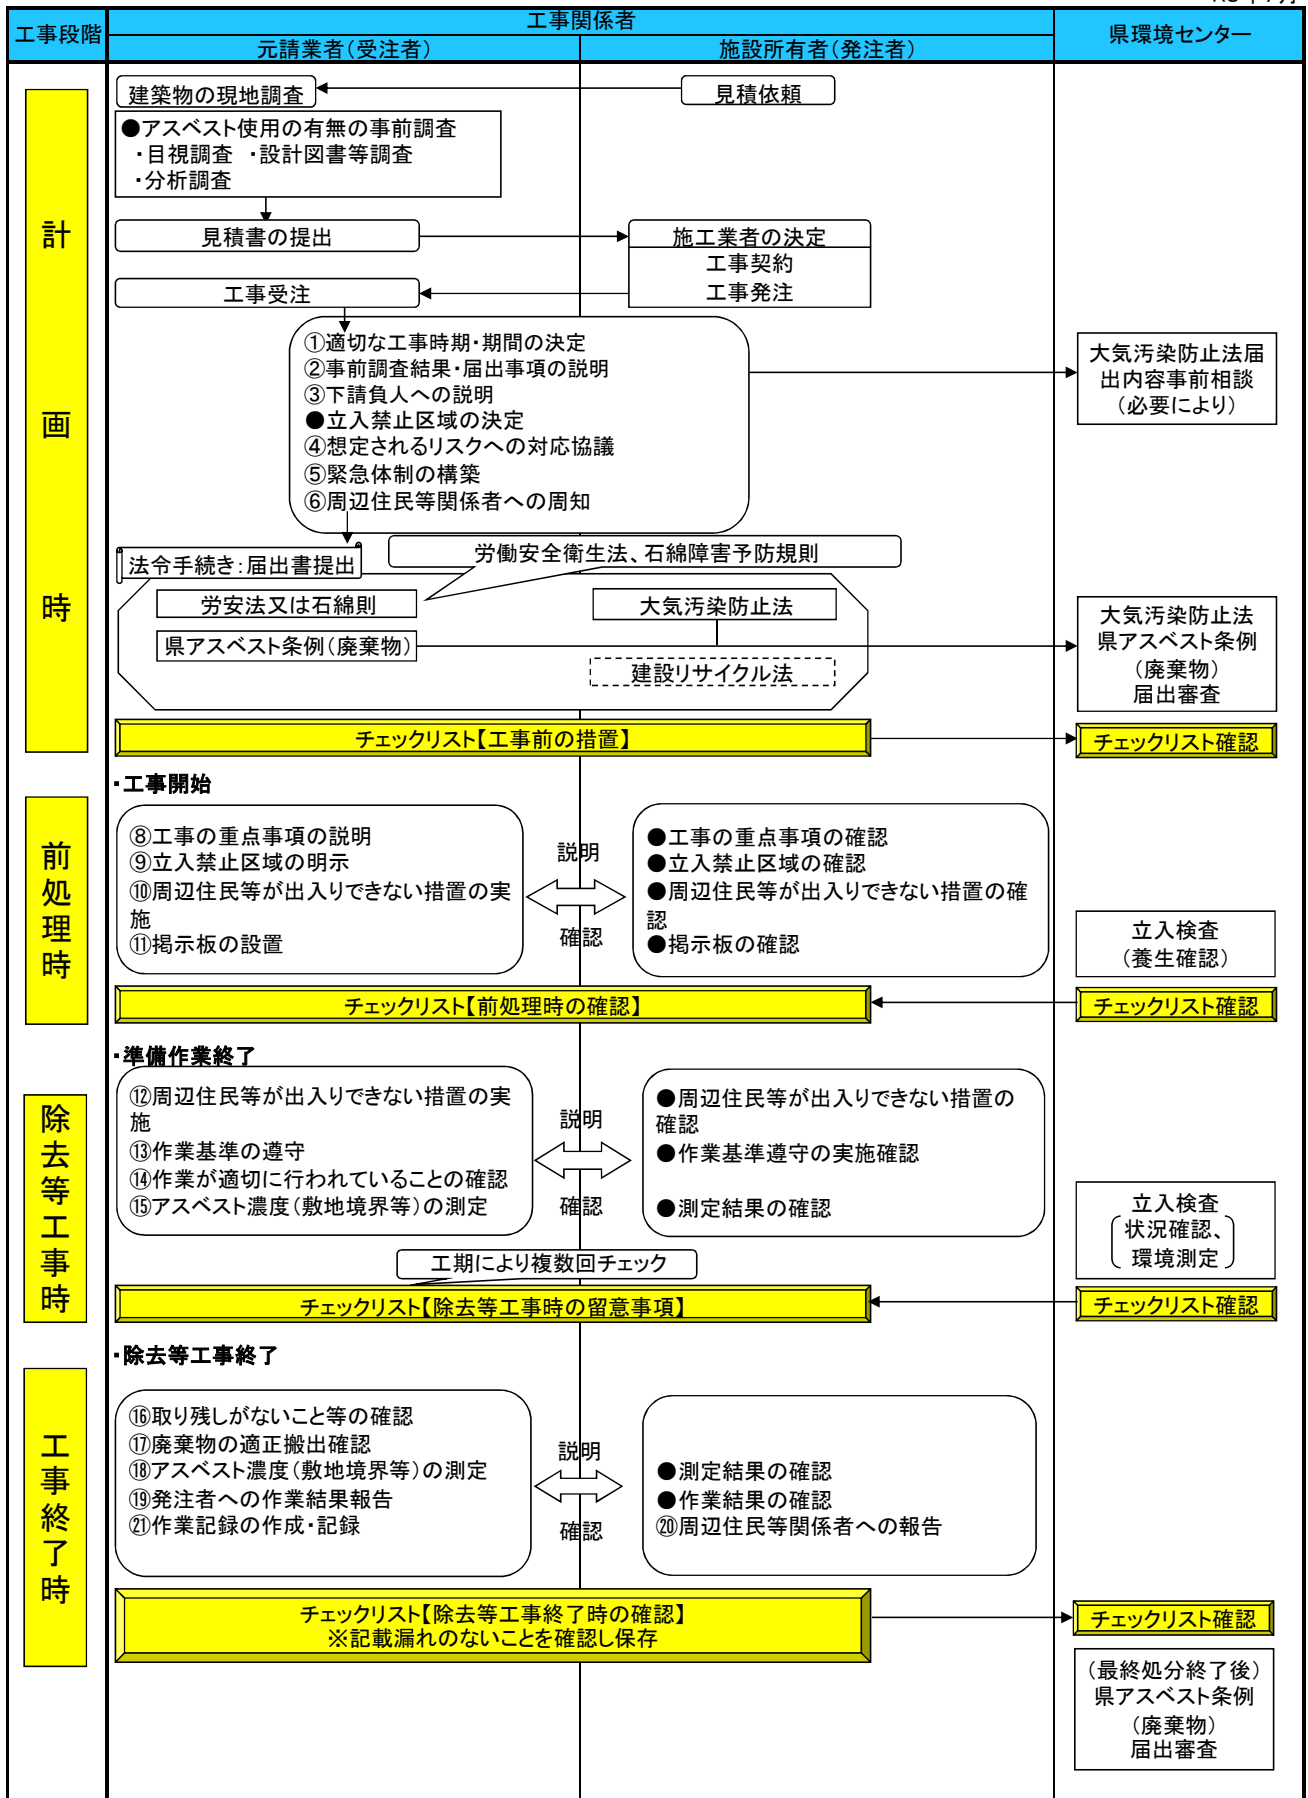 工事段階
工事関係者
元請業者(受注者)
施設所有者(発注者)
県環境センター
計画時
建築物の現地調査
見積依頼
●アスベスト使用の有無の事前調査
・目視調査 ・設計図書等調査
・分析調査
見積書の提出
施工業者の決定
工事契約
工事発注
工事受注
①適切な工事時期・期間の決定
②事前調査結果・届出事項の説明
③下請負人への説明
●立入禁止区域の決定
④想定されるリスクへの対応協議
⑤緊急体制の構築
⑥周辺住民等関係者への周知
大気汚染防止法届
出内容事前相談
(必要により)
労働安全衛生法、石綿障害予防規則
法令手続き:届出書提出
労安法又は石綿則
大気汚染防止法
県アスベスト条例(廃棄物)
建設リサイクル法
大気汚染防止法
県アスベスト条例
(廃棄物)
届出審査
チェックリスト【工事前の措置】
チェックリスト確認
・工事開始
前処理時
⑧工事の重点事項の説明
⑨立入禁止区域の明示
⑩周辺住民等が出入りできない措置の実
施
⑪掲示板の設置
説明
確認
●工事の重点事項の確認
●立入禁止区域の確認
●周辺住民等が出入りできない措置の確
認
●掲示板の確認
立入検査
(養生確認)
チェックリスト【前処理時の確認】
チェックリスト確認
・準備作業終了
除去等工事時
⑫周辺住民等が出入りできない措置の実
施
⑬作業基準の遵守
⑭作業が適切に行われていることの確認
⑮アスベスト濃度(敷地境界等)の測定
説明
確認
●周辺住民等が出入りできない措置の
確認
●作業基準遵守の実施確認
●測定結果の確認
立入検査
状況確認、
環境測定
工期により複数回チェック
チェックリスト【除去等工事時の留意事項】
チェックリスト確認
・除去等工事終了
工事終了時
⑯取り残しがないこと等の確認
⑰廃棄物の適正搬出確認
⑱アスベスト濃度(敷地境界等)の測定
⑲発注者への作業結果報告
㉑作業記録の作成・記録
説明
確認
●測定結果の確認
●作業結果の確認
⑳周辺住民等関係者への報告
チェックリスト【除去等工事終了時の確認】
※記載漏れのないことを確認し保存
チェックリスト確認
(最終処分終了後)
県アスベスト条例
(廃棄物)
届出審査